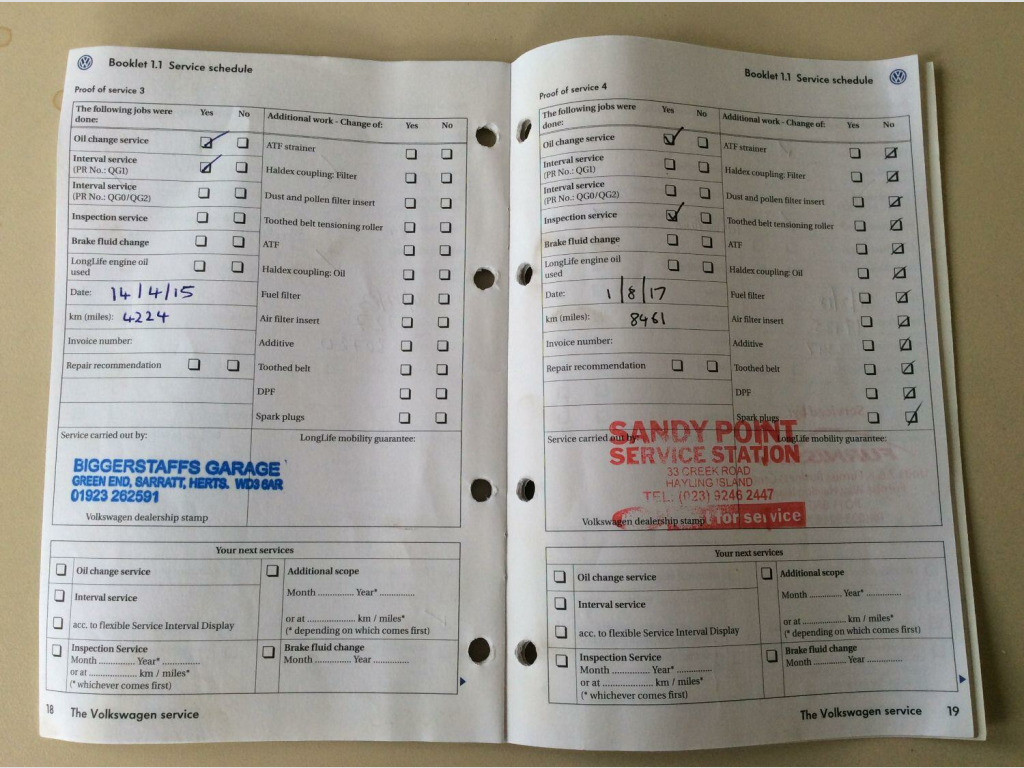 Booklet 1.1 Service schedule
Proof of service 3
The following jobs were done:
Yes
No
Additional work - Change of:
Yes
No
Oil change service
Interval service
(PR No.: QG1)
Interval service
(PR No.: QG0/QG2)
Inspection service
Brake fluid change
LongLife engine oil
used
Date: 14/4/15
km (miles): 4224
Invoice number:
Repair recommendation
ATF strainer
Haldex coupling: Filter
Dust and pollen filter insert
Toothed belt tensioning roller
ATF
Haldex coupling: Oil
Fuel filter
Air filter insert
Additive
Toothed belt
DPF
Spark plugs
Service carried out by:
LongLife mobility guarantee:
BIGGERSTAFFS GARAGE
GREEN END, SARRATT, HERTS. WD3 6AR
01923 262591
Volkswagen dealership stamp
Your next services
Oil change service
Interval service
acc. to flexible Service Interval Display
Inspection Service
Month .............. Year* ..............
or at .................. km / miles*
(* whichever comes first)
Additional scope
Month .............. Year* ..............
or at .................. km / miles*
(* depending on which comes first)
Brake fluid change
Month .............. Year ..............
18 The Volkswagen service
Booklet 1.1 Service schedule
Proof of service 4
The following jobs were
done:
Yes
No
Additional work - Change of:
Yes
No
Oil change service
Interval service
(PR No.: QG1)
Interval service
(PR No.: QG0/QG2)
Inspection service
Brake fluid change
LongLife engine oil
used
Date: 1/8/17
km (miles): 8461
Invoice number:
Repair recommendation
ATF strainer
Haldex coupling: Filter
Dust and pollen filter insert
Toothed belt tensioning roller
ATF
Haldex coupling: Oil
Fuel filter
Air filter insert
Additive
Toothed belt
DPF
Spark plugs
Service carried out by:
LongLife mobility guarantee:
SANDY POINT
SERVICE STATION
33 CREEK ROAD
HAYLING ISLAND
TEL: (023) 9246 2447
for service
Volkswagen dealership stamp
Your next services
Oil change service
Interval service
acc. to flexible Service Interval Display
Inspection Service
Month .............. Year* ..............
or at .................. km / miles*
(* whichever comes first)
Additional scope
Month .............. Year* ..............
or at .................. km / miles*
(* depending on which comes first)
Brake fluid change
Month .............. Year ..............
The Volkswagen service 19